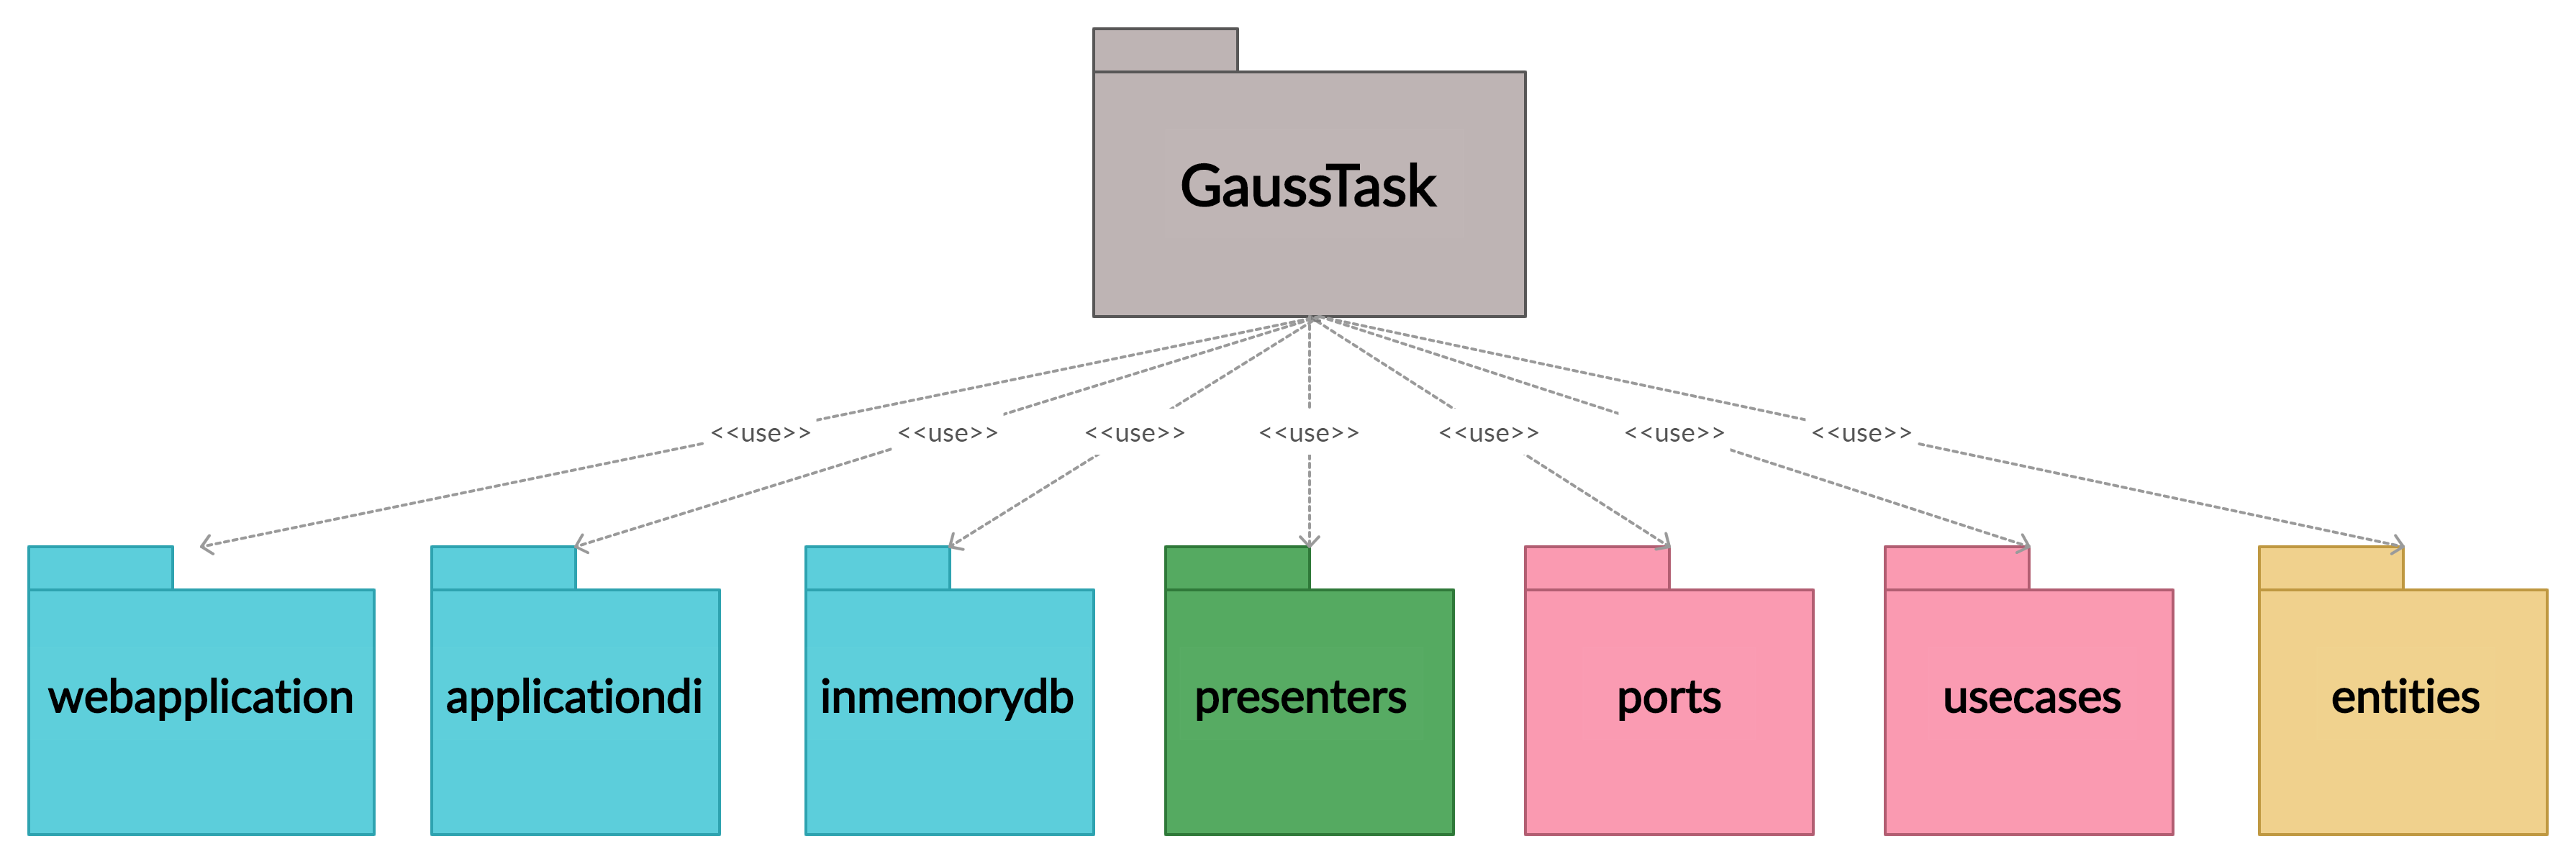 GaussTask
<<use>> <<use>> <<use>> <<use>> <<use>> <<use>> <<use>>
webapplication applicationdi inmemorydb presenters ports usecases entities